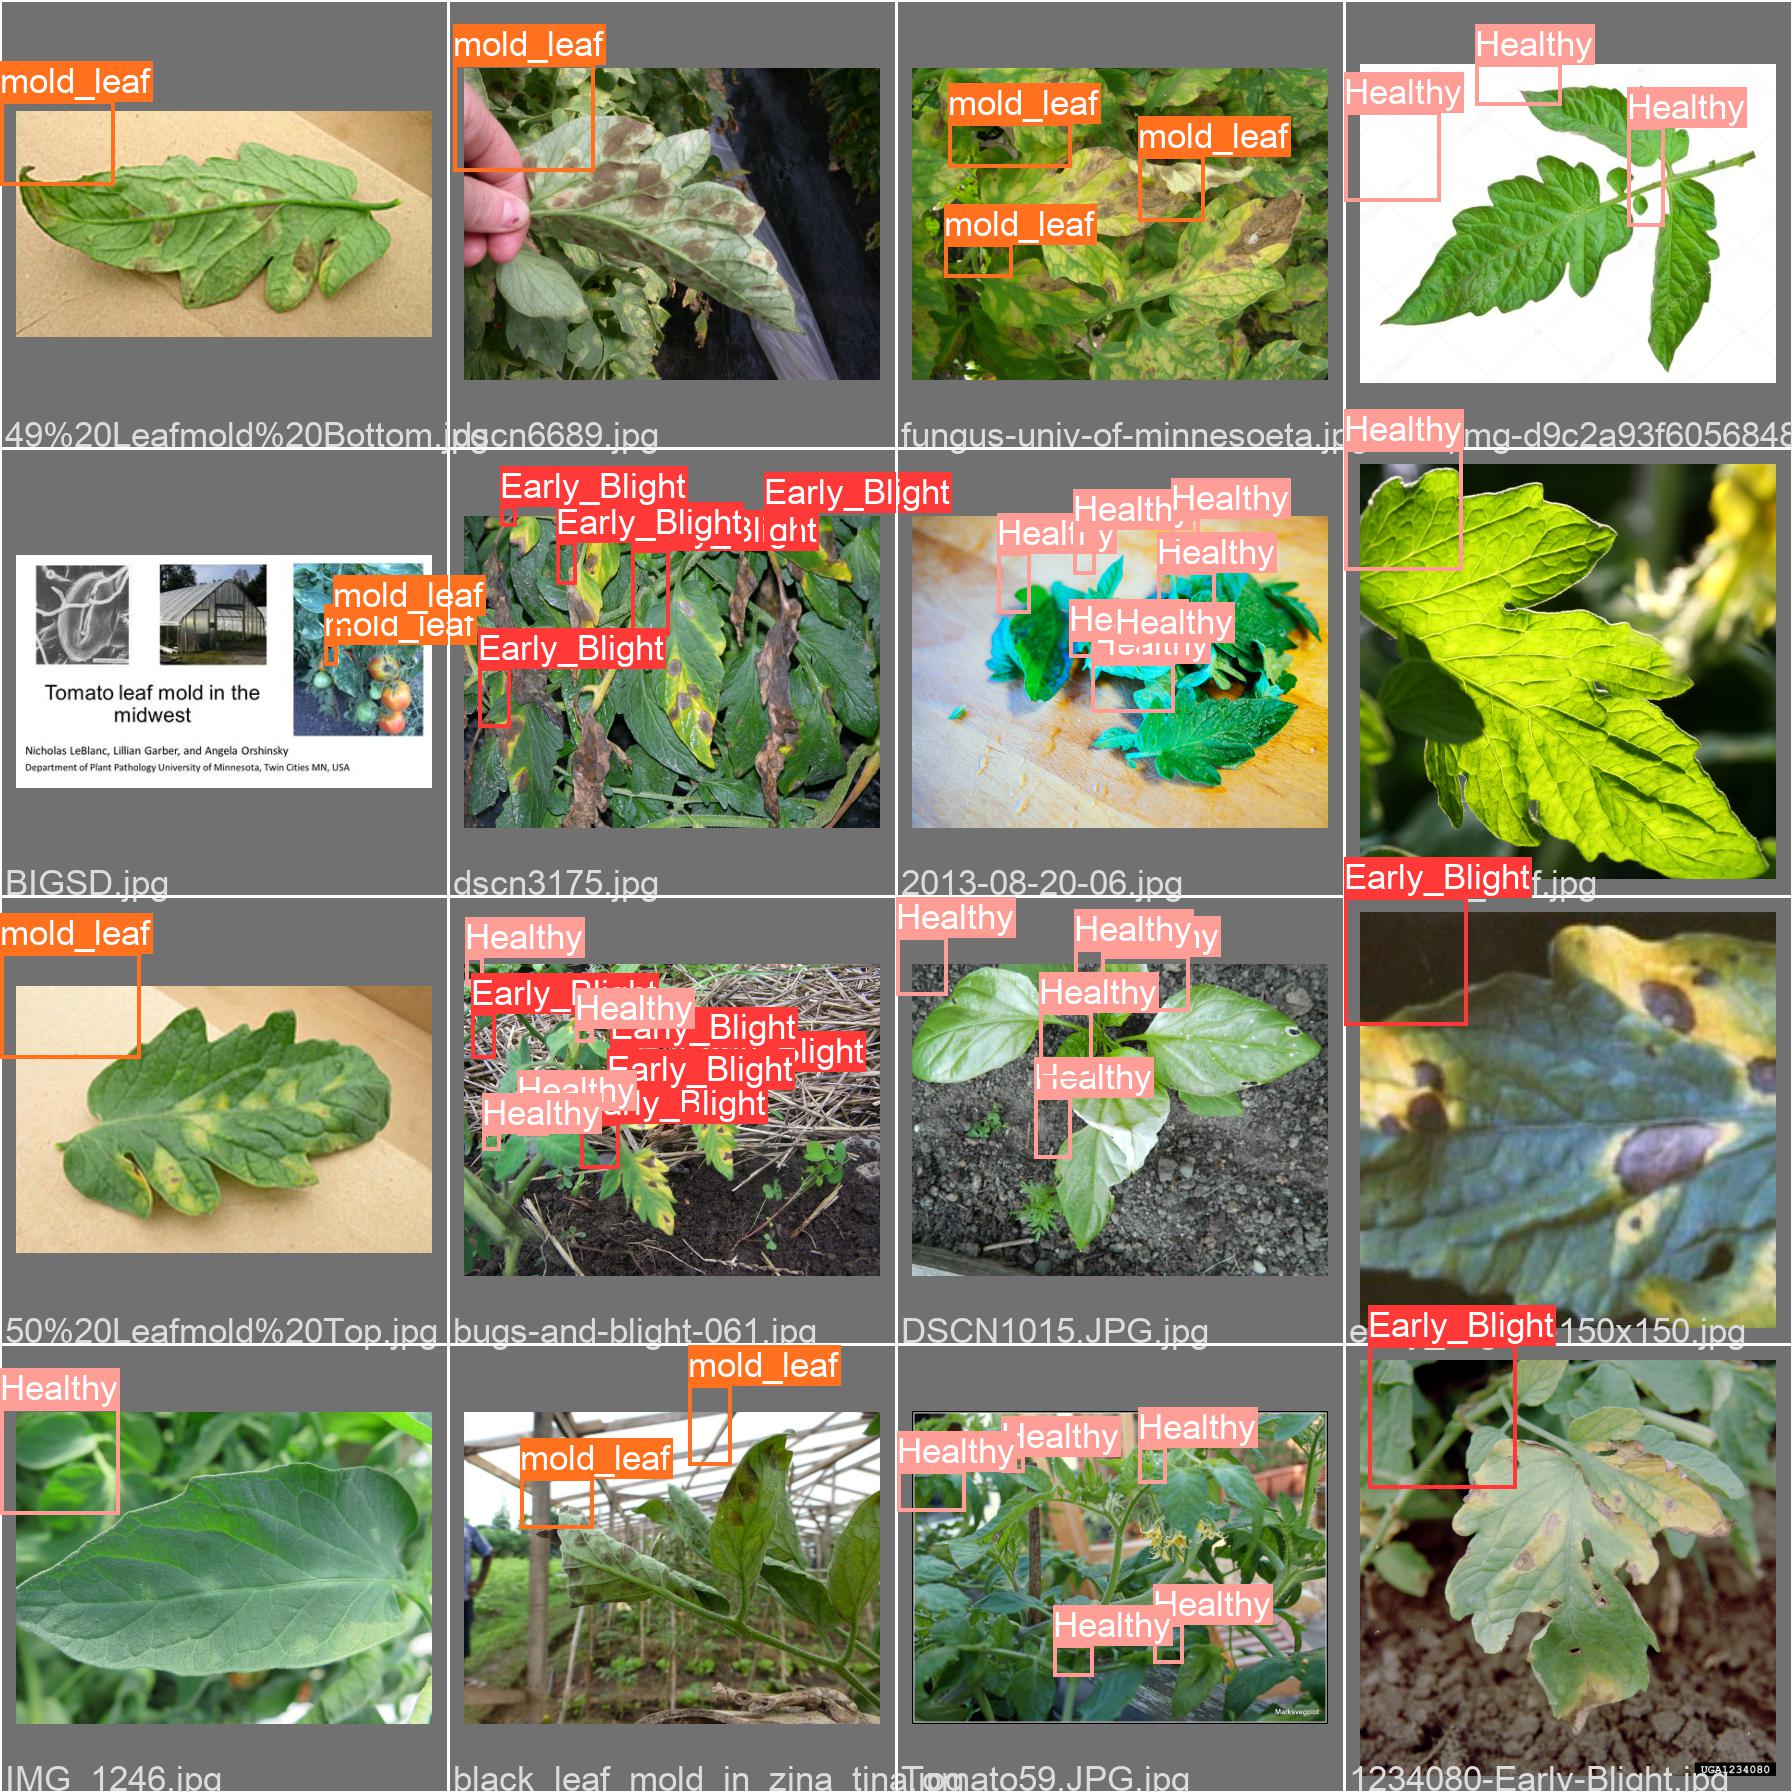 mold_leaf
49%20Leafmold%20Bottom.jpg
mold_leaf
dscn6689.jpg
mold_leaf
mold_leaf
mold_leaf
fungus-univ-of-minnesoeta.jp
Healthy
Healthy
Healthy
mg-d9c2a93f6056848
mold_leaf
mold_leaf
Tomato leaf mold in the
midwest
Nicholas LeBlanc, Lillian Garber, and Angela Orshinsky
Department of Plant Pathology University of Minnesota, Twin Cities MN, USA
BIGSD.jpg
Early_Blight
Early_Blight
Early_Blight
Early_Blight
dscn3175.jpg
Healthy
Healthy
Healthy
Healthy
Healthy
2013-08-20-06.jpg
Healthy
f.jpg
mold_leaf
50%20Leafmold%20Top.jpg
Healthy
Early_Blight
Healthy
Early_Blight
Early_Blight
Healthy
Healthy
bugs-and-blight-061.jpg
Healthy
Healthy
Healthy
Healthy
DSCN1015.JPG.jpg
Early_Blight
150x150.jpg
Healthy
IMG_1246.jpg
mold_leaf
mold_leaf
black_leaf_mold_in_zina_tina
Healthy
Healthy
Healthy
Healthy
Healthy
Marksvegplot
Tomato59.JPG.jpg
Early_Blight
UGA1234080
1234080-Early-Blight.jpg